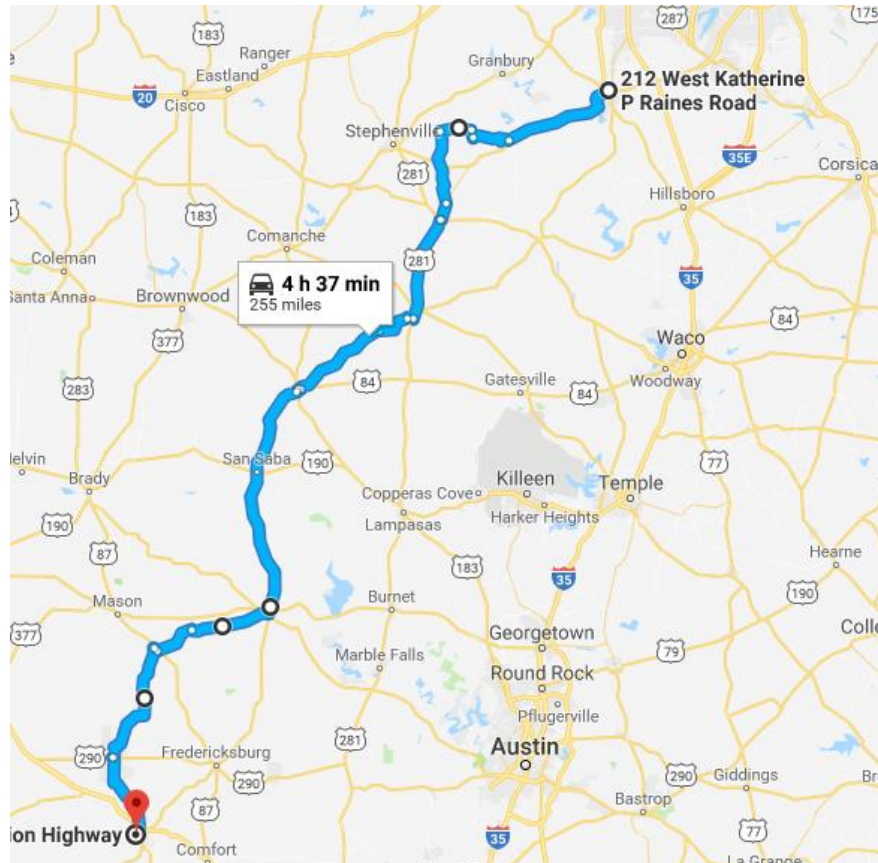 183
Ranger
Granbury
287
175
20
Eastland
Cisco
212 West Katherine
P Raines Road
Stephenville
281
35E
Corsica
183
Hillsboro
Comanche
281
35
Coleman
4 h 37 min
255 miles
Santa Anna
Brownwood
84
377
Waco
84
Gatesville
Woodway
283
84
San Saba
190
77
Killeen
Temple
Brady
Copperas Cove
Harker Heights
190
Lampasas
87
183
35
Hearne
190
Mason
Burnet
377
Georgetown
Colle
79
Marble Falls
Round Rock
Pflugerville
290
Fredericksburg
281
Austin
290
290
Giddings
87
Bastrop
ion Highway
35
77
Comfort
La Grange